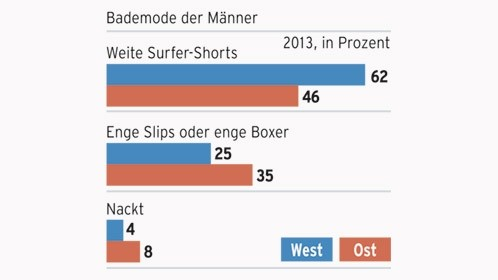 Bademode der Männer
2013, in Prozent
Weite Surfer-Shorts
62
46
Enge Slips oder enge Boxer
25
35
Nackt
4
8
West Ost